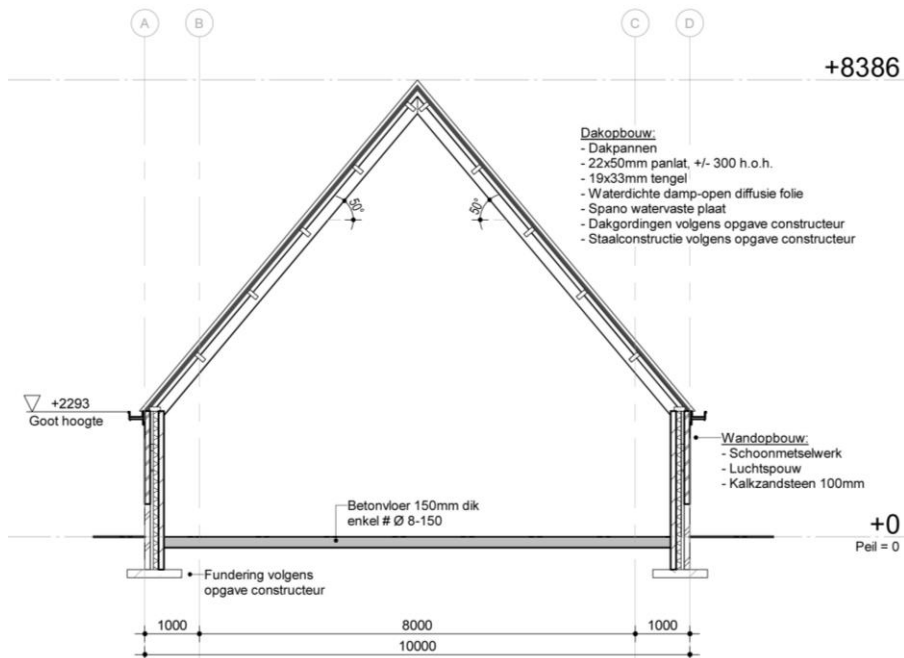 A
B
C
D
+8386
Dakopbouw:
- Dakpannen
- 22x50mm panlat, +/- 300 h.o.h.
- 19x33mm tengel
- Waterdichte damp-open diffusie folie
- Spano watervaste plaat
- Dakgordingen volgens opgave constructeur
- Staalconstructie volgens opgave constructeur
50°
50°
+2293
Goot hoogte
Wandopbouw:
- Schoonmetselwerk
- Luchtspouw
- Kalkzandsteen 100mm
Betonvloer 150mm dik
enkel # Ø 8-150
+0
Peil = 0
Fundering volgens
opgave constructeur
1000
8000
1000
10000